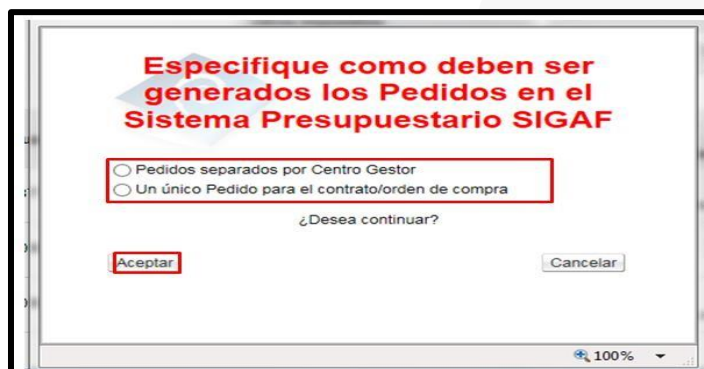 Especifique como deben ser
generados los Pedidos en el
Sistema Presupuestario SIGAF
Pedidos separados por Centro Gestor
Un único Pedido para el contrato/orden de compra
¿Desea continuar?
Aceptar
Cancelar
100%